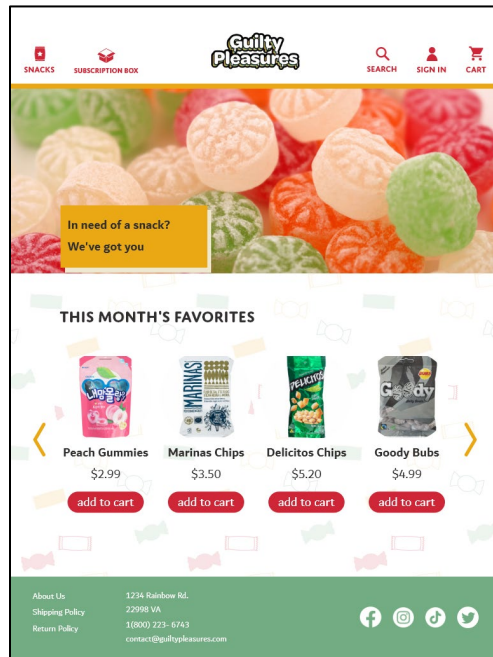 Guilty
Pleasures
SNACKS
SUBSCRIPTION BOX
SEARCH
SIGN IN
CART
In need of a snack?
We've got you
THIS MONTH'S FAVORITES
MARINAS
DELICITOS
Goody
Peach Gummies
Marinas Chips
Delicitos Chips
Goody Bubs
$2.99
$3.50
$5.20
$4.99
add to cart
add to cart
add to cart
add to cart
About Us
Shipping Policy
Return Policy
1234 Rainbow Rd.
22998 VA
1(800) 223- 6743
contact@guiltypleasures.com